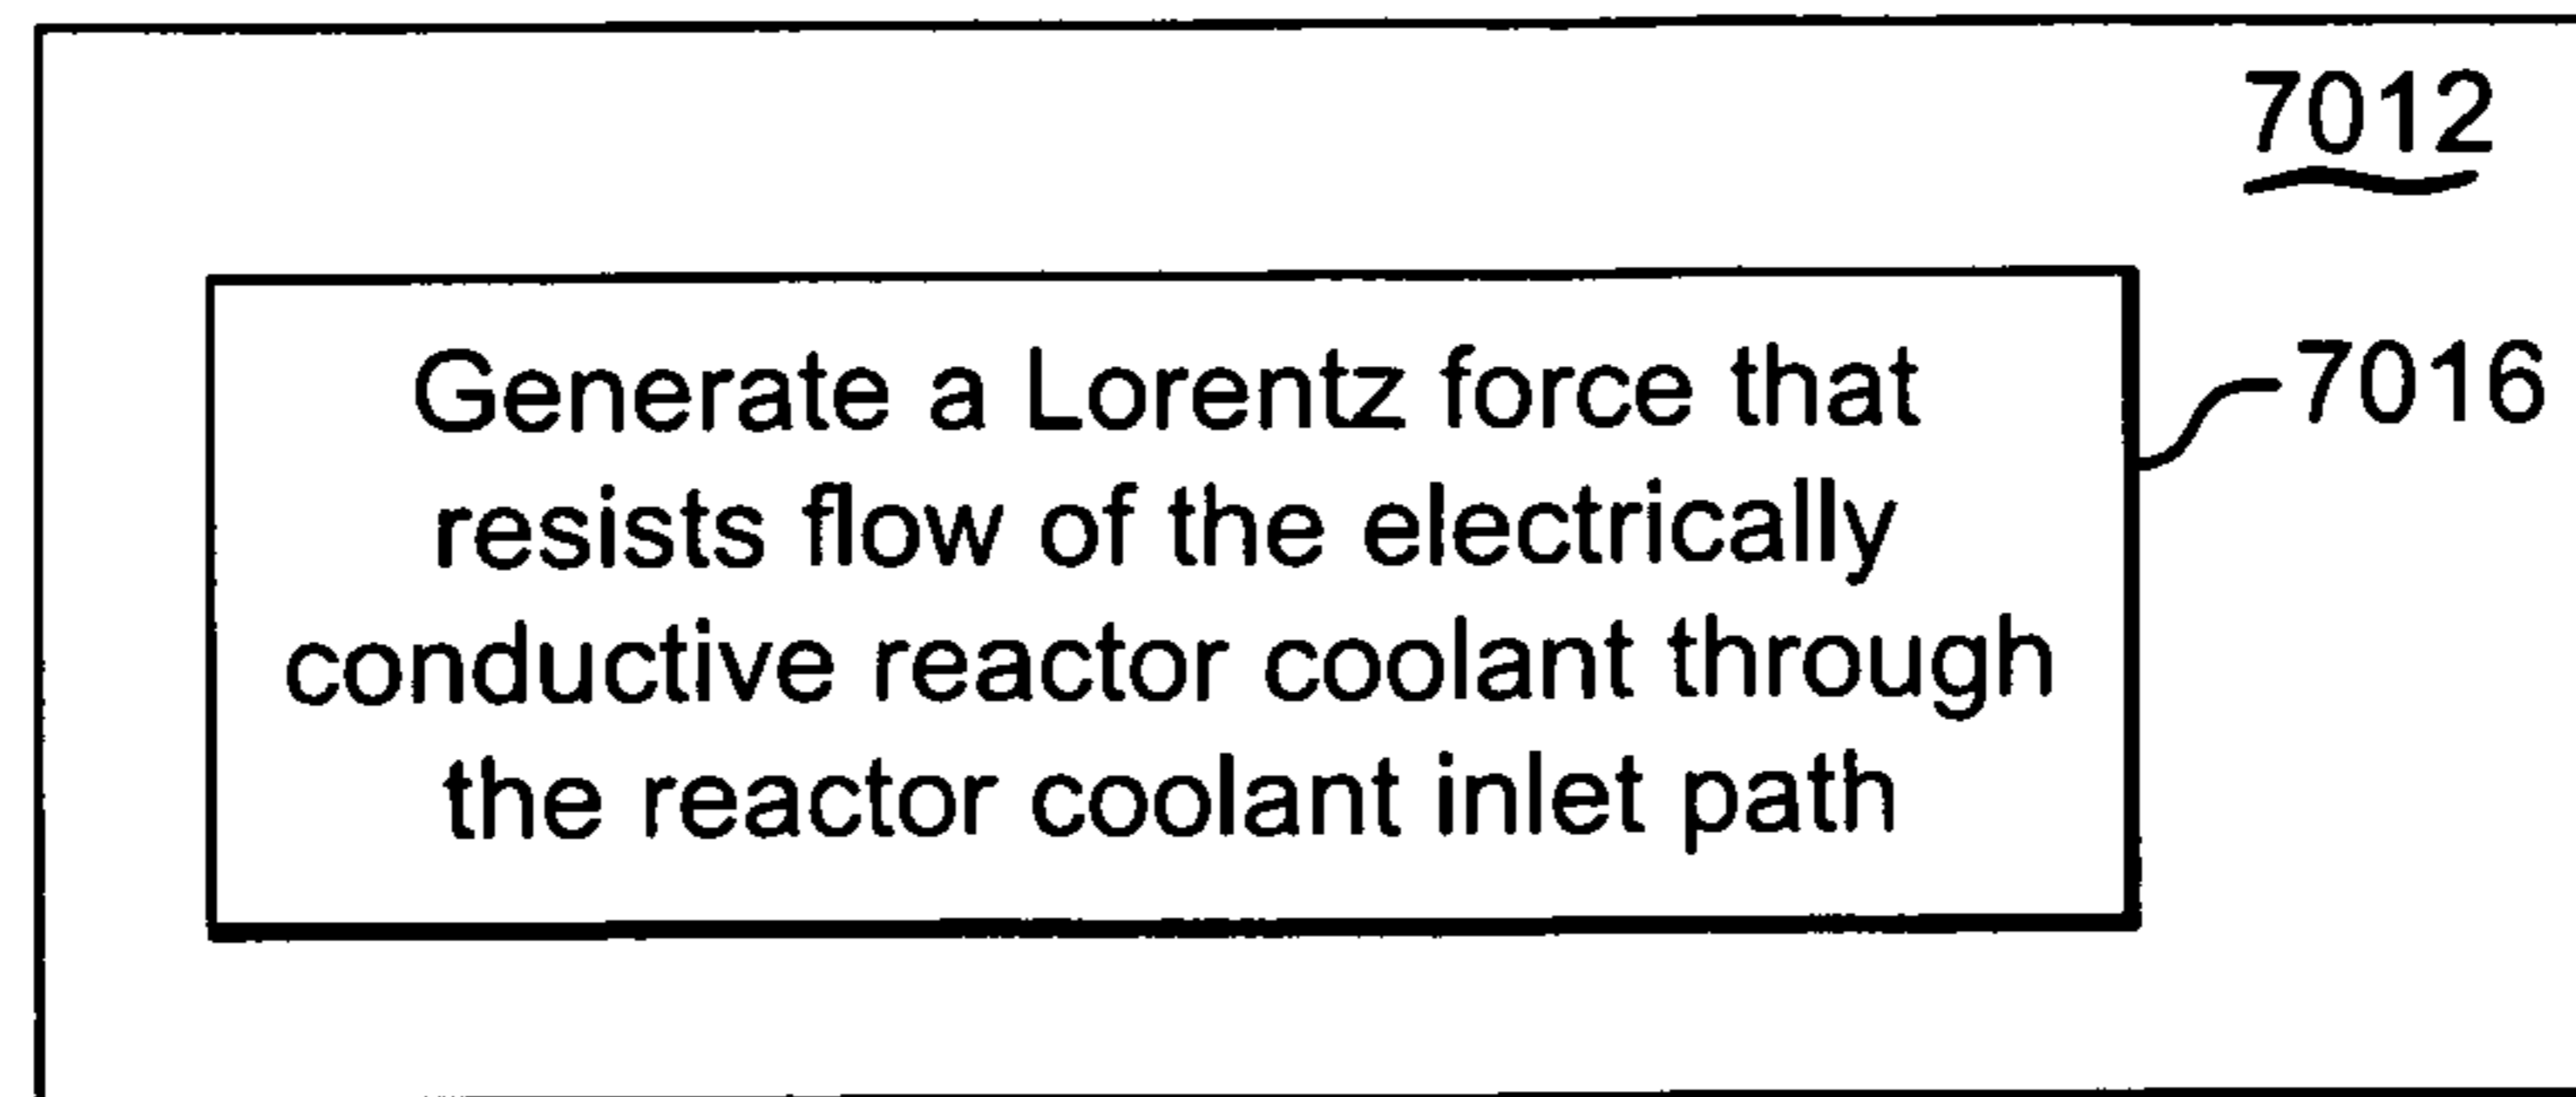 7012
Generate a Lorentz force that
7016
resists flow of the electrically
conductive reactor coolant through
the reactor coolant inlet path